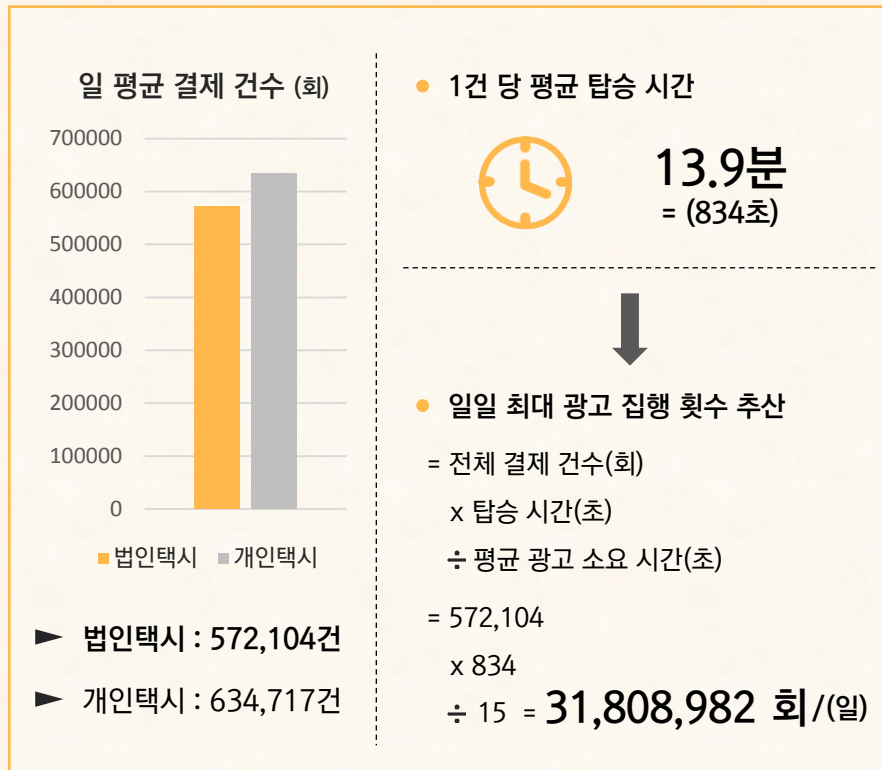 일 평균 결제 건수 (회)
700000
600000
500000
400000
300000
200000
100000
0
법인택시 개인택시
► 법인택시 : 572,104건
► 개인택시 : 634,717건
• 1건 당 평균 탑승 시간
13.9분
= (834초)
• 일일 최대 광고 집행 횟수 추산
= 전체 결제 건수(회)
x 탑승 시간(초)
÷ 평균 광고 소요 시간(초)
= 572,104
x 834
÷ 15 = 31,808,982 회/(일)